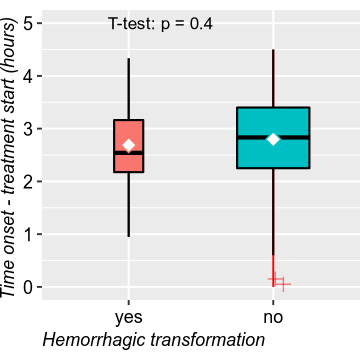 T-test: p = 0.4
Time onset - treatment start (hours)
5
4
3
2
1
0
yes no
Hemorrhagic transformation